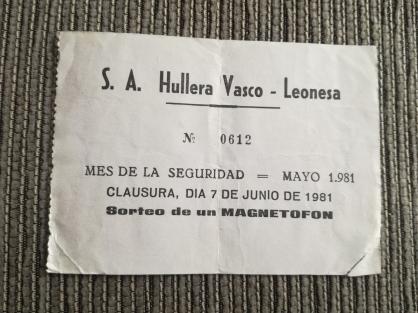 S. A. Hullera Vasco - Leonesa
Nº 0612
MES DE LA SEGURIDAD = MAYO 1.981
CLAUSURA, DIA 7 DE JUNIO DE 1981
Sorteo de un MAGNETOFON